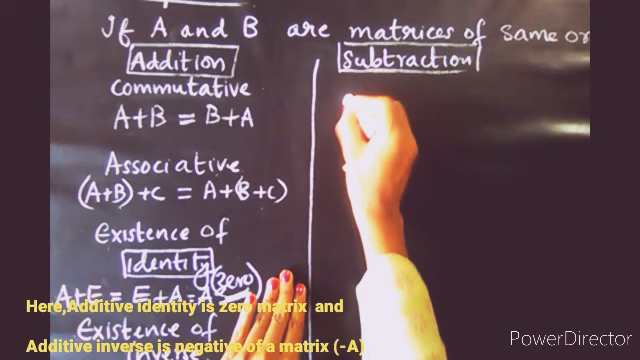 If A and B are matrices of same or
Addition
Subtraction
commutative
A+B = B+A
Associative
(A+B)+C = A+(B+C)
Existence of
Identity
(zero)
A+E = E+A = A
Here,Additive identity is zero matrix and
Existence of
Additive inverse is negative of a matrix (-A)
Inverse
PowerDirector